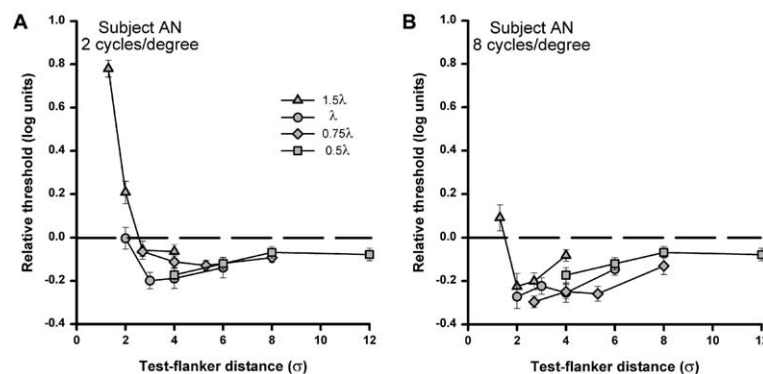 A
Subject AN
2 cycles/degree
Relative threshold (log units)
1.0
0.8
0.6
0.4
0.2
0.0
-0.2
-0.4
1.5λ
λ
0.75λ
0.5λ
0 2 4 6 8 10 12
Test-flanker distance (σ)
B
Subject AN
8 cycles/degree
Relative threshold (log units)
1.0
0.8
0.6
0.4
0.2
0.0
-0.2
-0.4
0 2 4 6 8 10 12
Test-flanker distance (σ)